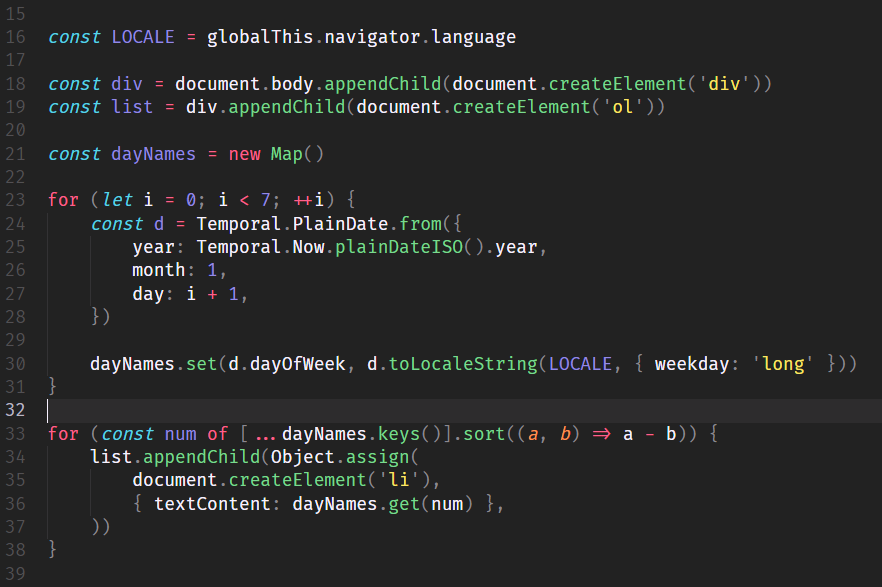 15
16 const LOCALE = globalThis.navigator.language
17
18 const div = document.body.appendChild(document.createElement('div'))
19 const list = div.appendChild(document.createElement('ol'))
20
21 const dayNames = new Map()
22
23 for (let i = 0; i < 7; ++i) {
24     const d = Temporal.PlainDate.from({
25         year: Temporal.Now.plainDateISO().year,
26         month: 1,
27         day: i + 1,
28     })
29
30     dayNames.set(d.dayOfWeek, d.toLocaleString(LOCALE, { weekday: 'long' }))
31 }
32
33 for (const num of [...dayNames.keys()].sort((a, b) => a - b)) {
34     list.appendChild(Object.assign(
35         document.createElement('li'),
36         { textContent: dayNames.get(num) },
37     ))
38 }
39